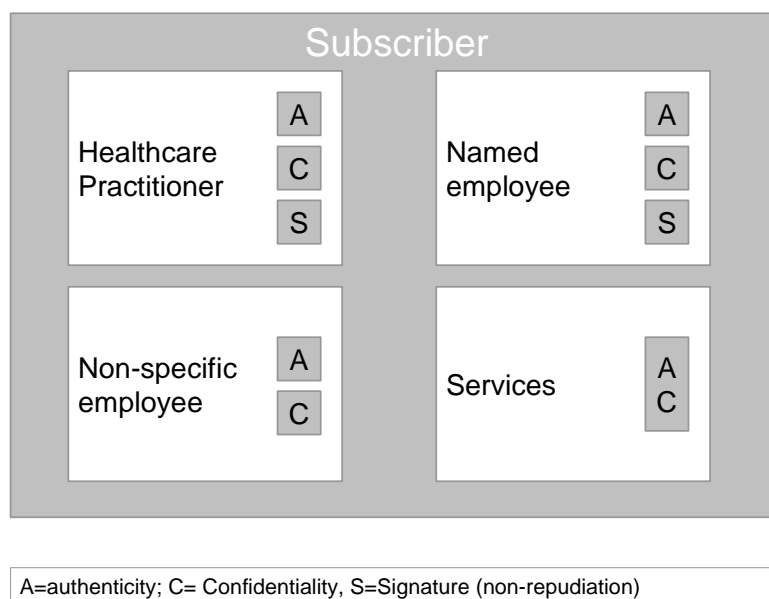 Subscriber
Healthcare
Practitioner
A
C
S
Named
employee
A
C
S
Non-specific
employee
A
C
Services
A
C
A=authenticity; C= Confidentiality, S=Signature (non-repudiation)